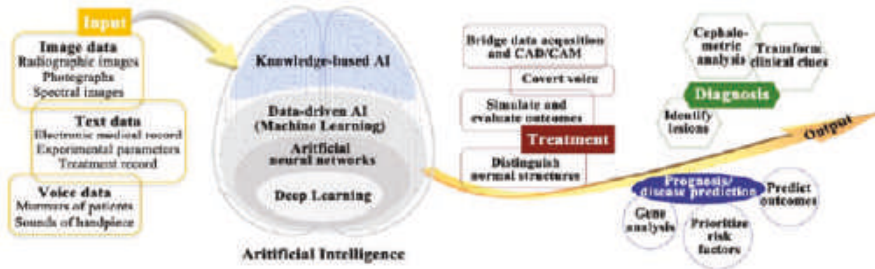 Input
Image data
Radiographic images
Photographs
Spectral images
Text data
Electronic medical record
Experimental parameters
Treatment record
Voice data
Murmurs of patients
Sounds of handpiece
Knowledge-based AI
Data-driven AI
(Machine Learning)
Aritificial
neural networks
Deep Learning
Aritificial Intelligence
Bridge data acqusition
and CAD/CAM
Covert voice
Simulate and
evaluate outcomes
Treatment
Distinguish
normal structures
Cephalo-
metric
analysis
Transform
clinical clues
Diagnosis
Identify
lesions
Output
Prognosis/
disease prediction
Gene
analysis
Prioritize
risk
factors
Predict
outcomes